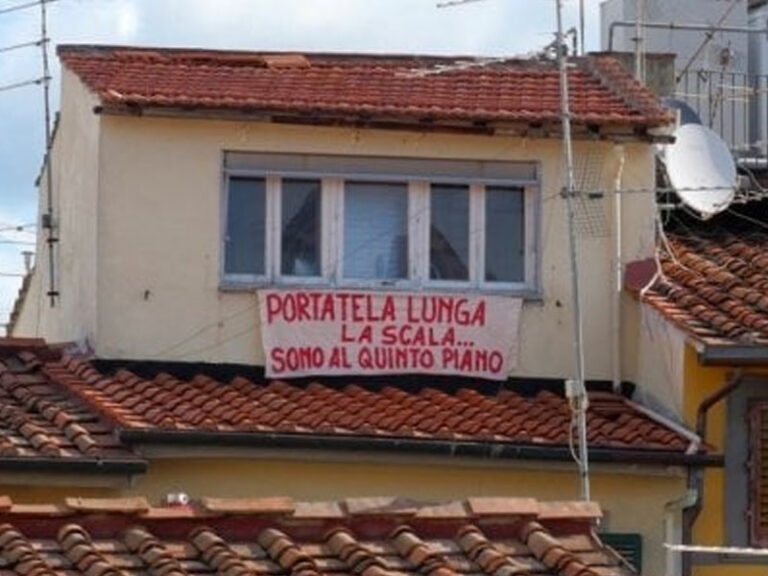 PORTATELA LUNGA
LA SCALA...
SONO AL QUINTO PIANO